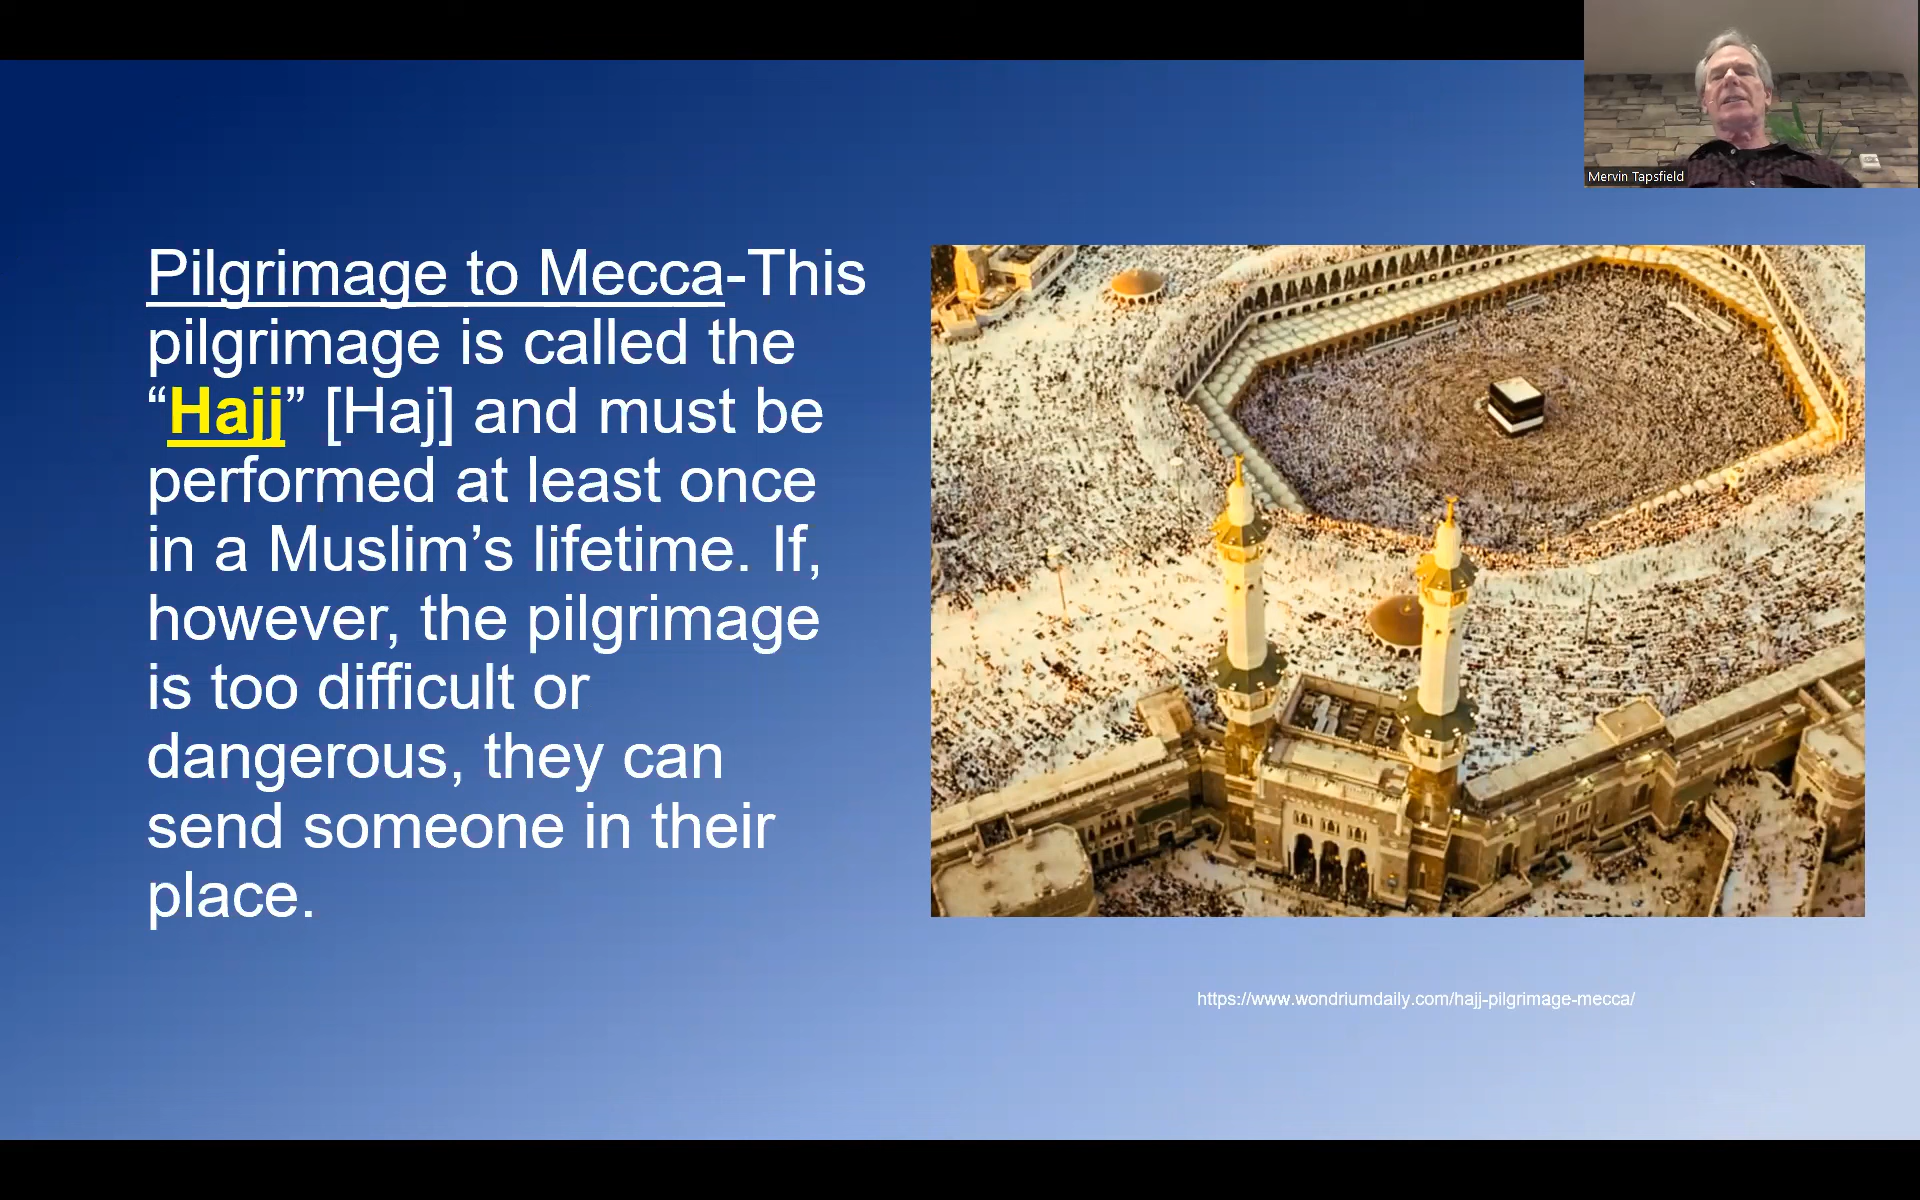 Mervin Tapsfield
Pilgrimage to Mecca-This
pilgrimage is called the
“Hajj” [Haj] and must be
performed at least once
in a Muslim’s lifetime. If,
however, the pilgrimage
is too difficult or
dangerous, they can
send someone in their
place.
https://www.wondriumdaily.com/hajj-pilgrimage-mecca/